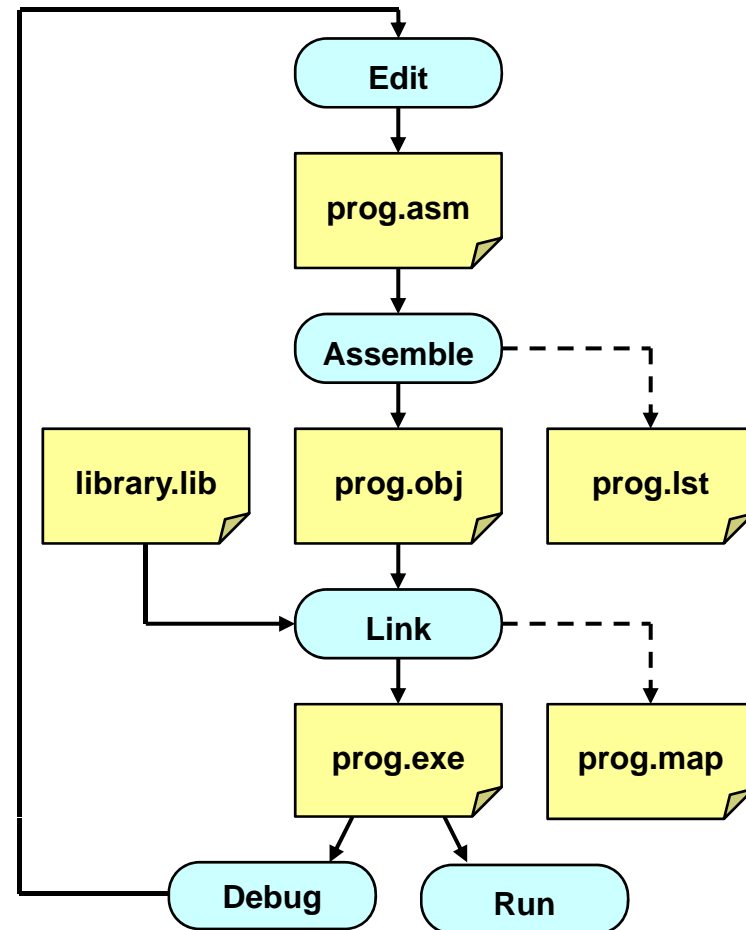 Edit
prog.asm
Assemble
library.lib
prog.obj
prog.lst
Link
prog.exe
prog.map
Debug
Run